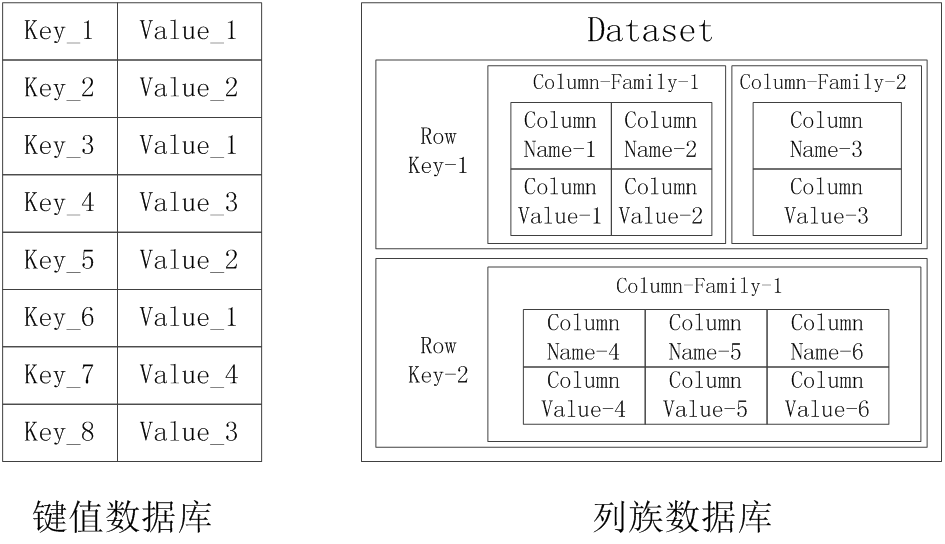 Key_1 Value_1
Key_2 Value_2
Key_3 Value_1
Key_4 Value_3
Key_5 Value_2
Key_6 Value_1
Key_7 Value_4
Key_8 Value_3
键值数据库
Dataset
Row
Key-1
Column-Family-1
Column Column
Name-1 Name-2
Column Column
Value-1 Value-2
Column-Family-2
Column
Name-3
Column
Value-3
Row
Key-2
Column-Family-1
Column Column Column
Name-4 Name-5 Name-6
Column Column Column
Value-4 Value-5 Value-6
列族数据库